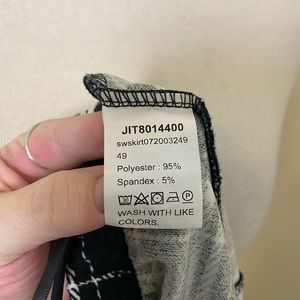 JIT8014400
swskirt072003249
49
Polyester : 95%
Spandex : 5%
WASH WITH LIKE
COLORS.